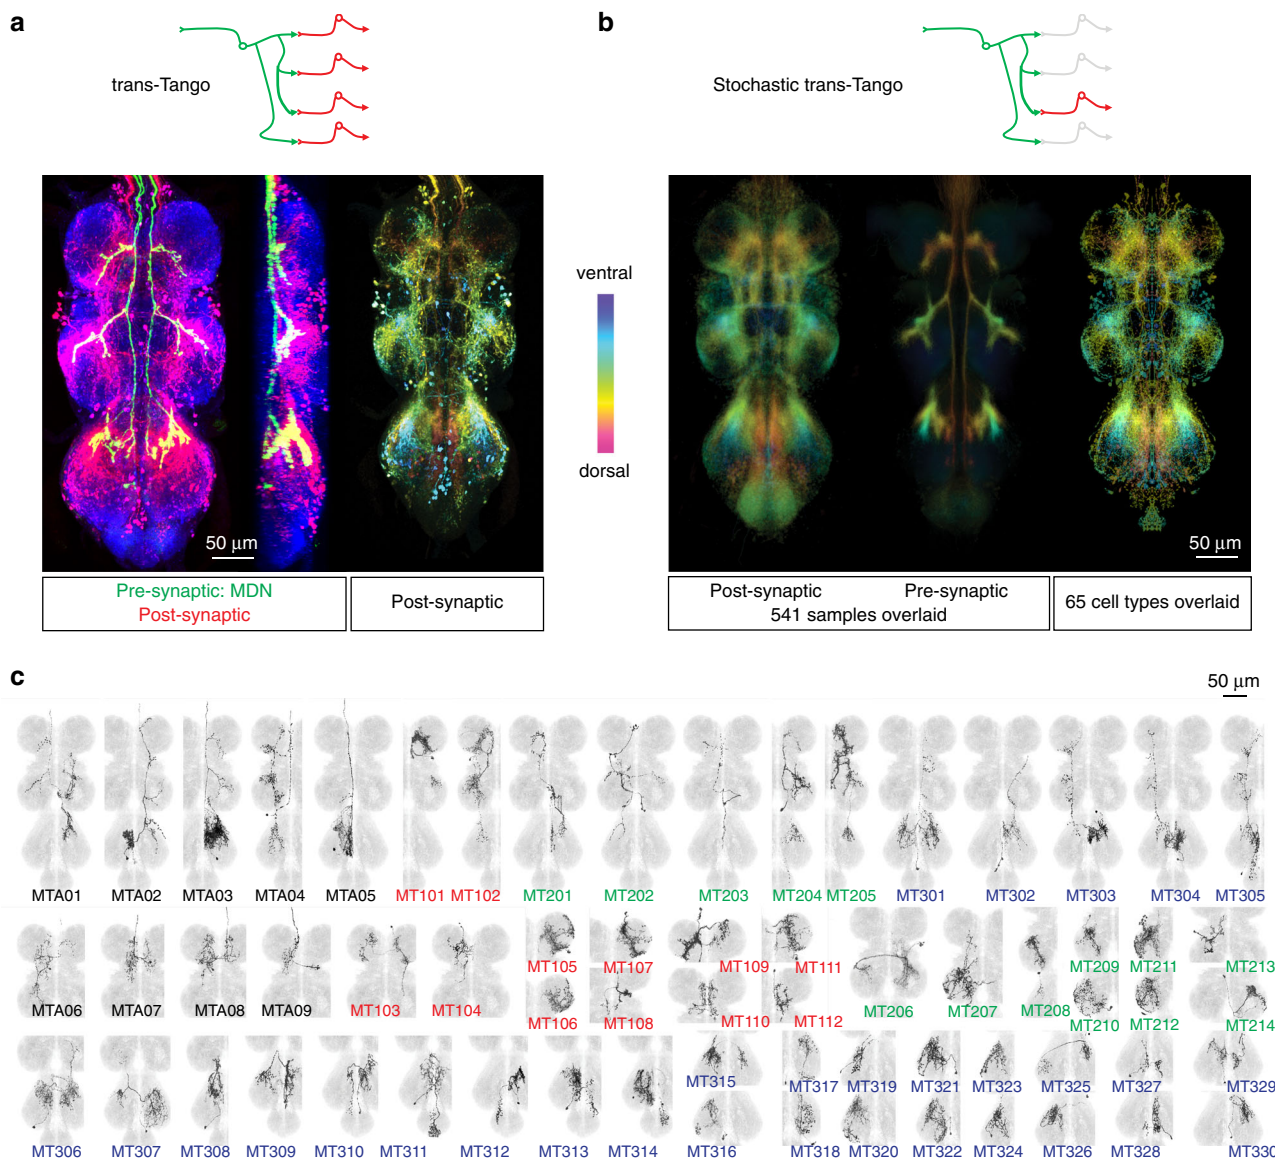 a
trans-Tango
b
Stochastic trans-Tango
ventral
dorsal
50 μm
50 μm
Pre-synaptic: MDN
Post-synaptic
Post-synaptic
Post-synaptic Pre-synaptic
541 samples overlaid
65 cell types overlaid
c
50 μm
MTA01 MTA02 MTA03 MTA04 MTA05 MT101 MT102 MT201 MT202 MT203 MT204 MT205 MT301 MT302 MT303 MT304 MT305
MT105 MT107 MT109 MT111 MT209 MT211 MT213
MTA06 MTA07 MTA08 MTA09 MT103 MT104 MT206 MT207 MT208
MT106 MT108 MT110 MT112 MT210 MT212 MT214
MT315 MT317 MT319 MT321 MT323 MT325 MT327 MT329
MT306 MT307 MT308 MT309 MT310 MT311 MT312 MT313 MT314 MT316 MT318 MT320 MT322 MT324 MT326 MT328 MT330